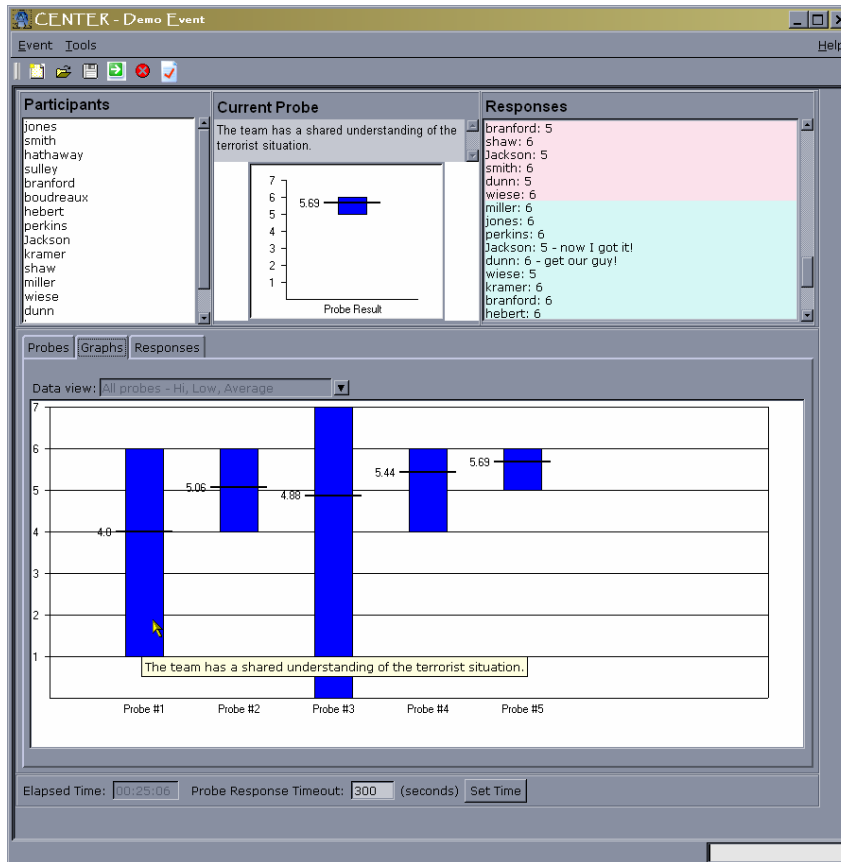 CENTER - Demo Event
Event Tools Help
Participants
jones
smith
hathaway
sulley
branford
boudreaux
hebert
perkins
Jackson
kramer
shaw
miller
wiese
dunn
Current Probe
The team has a shared understanding of the
terrorist situation.
7
6
5.69
5
4
3
2
1
Probe Result
Responses
branford: 5
shaw: 6
Jackson: 5
smith: 6
dunn: 5
wiese: 6
miller: 6
jones: 6
perkins: 6
Jackson: 5 - now I got it!
dunn: 6 - get our guy!
wiese: 5
kramer: 6
branford: 6
hebert: 6
Probes Graphs Responses
Data view: All probes - Hi, Low, Average
7
6
5.69
5.44
5.06
5
4.88
4.0
4
3
2
1
The team has a shared understanding of the terrorist situation.
Probe #1 Probe #2 Probe #3 Probe #4 Probe #5
Elapsed Time: 00:25:06 Probe Response Timeout: 300 (seconds) Set Time